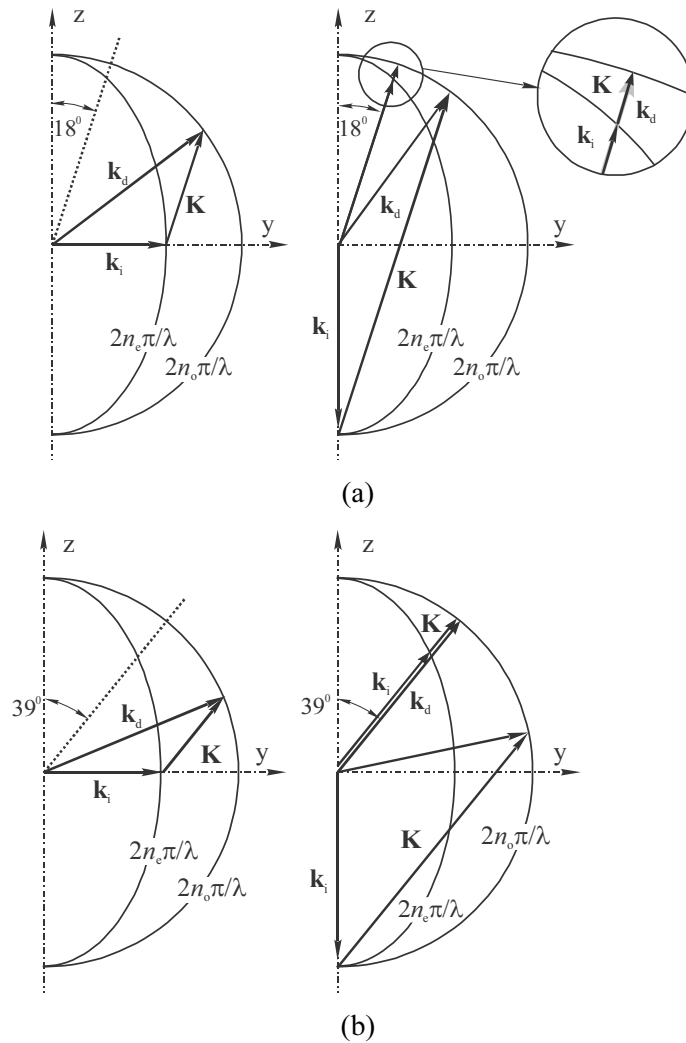 z
18⁰
k_d
K
y
k_i
2n_eπ/λ
2n_oπ/λ
z
18⁰
k_d
K
y
k_i
2n_eπ/λ
2n_oπ/λ
K
k_d
k_i
(a)
z
39⁰
k_d
K
y
k_i
2n_eπ/λ
2n_oπ/λ
z
K
k_i
k_d
39⁰
y
K
2n_oπ/λ
k_i
2n_eπ/λ
(b)